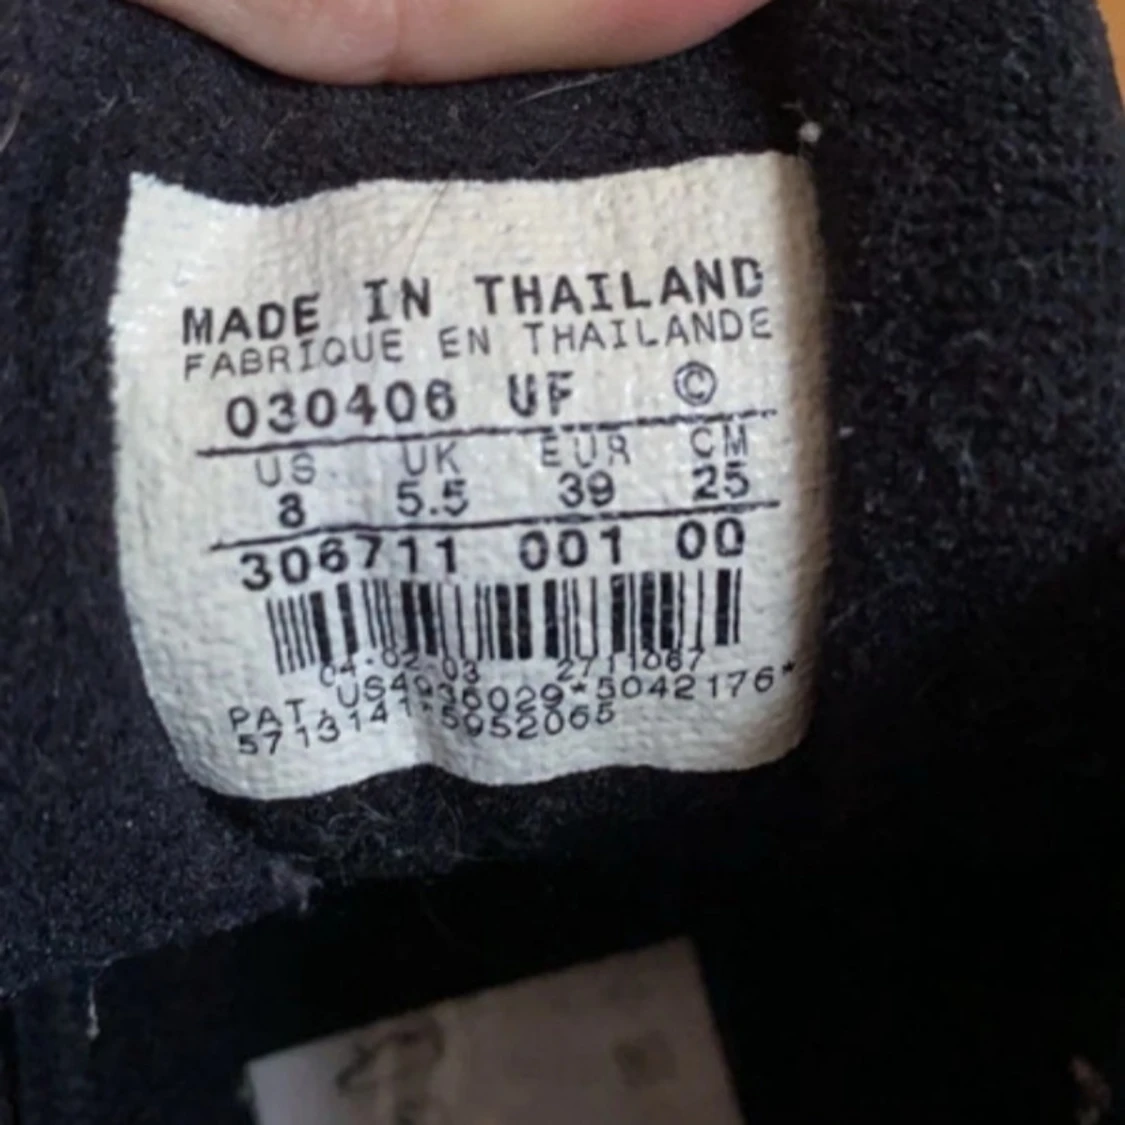 MADE IN THAILAND
FABRIQUE EN THAILANDE
030406 UF ©
US UK EUR CM
8 5.5 39 25
306711 001 00
04-02-03 2711067
PAT. US4936029*5042176*
5713141*5952065